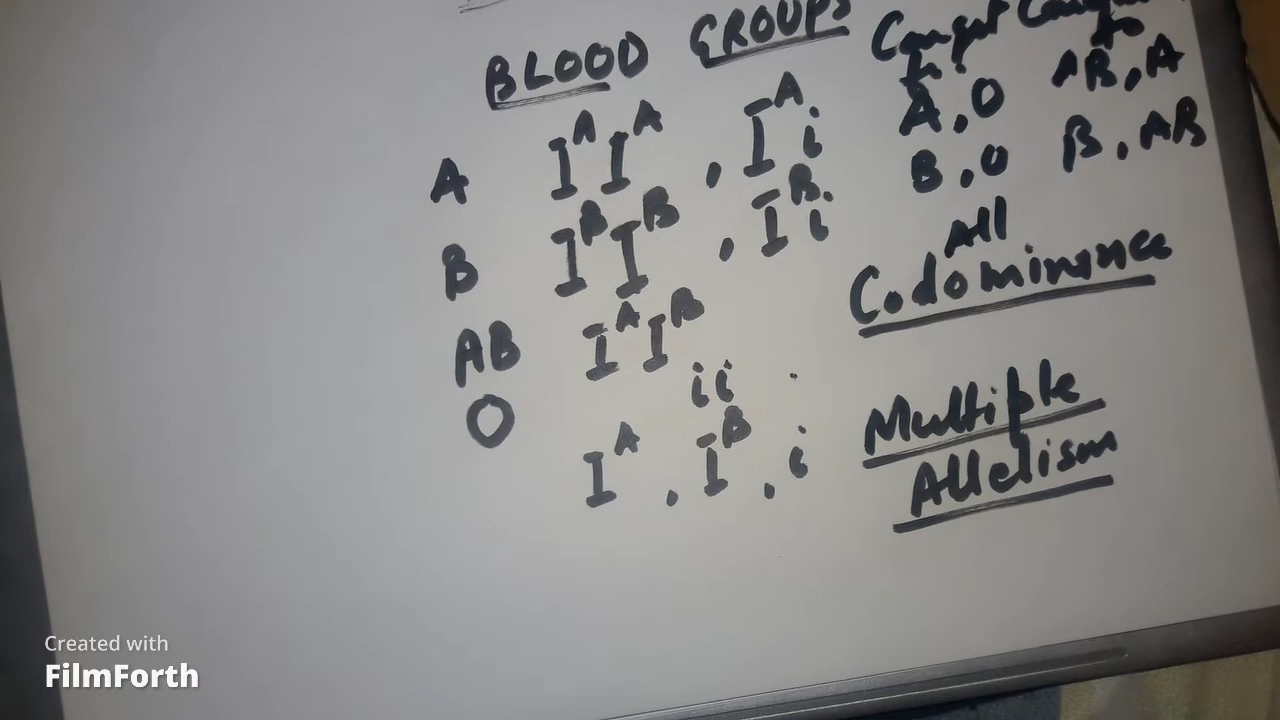 BLOOD GROUPS
A I^A I^A , I^A i A , O AB , A
B I^B I^B , I^B i B , O B , AB
AB I^A I^B All
Codominance
O ii
I^A , I^B , i
Multiple
Allelism
Created with
FilmForth